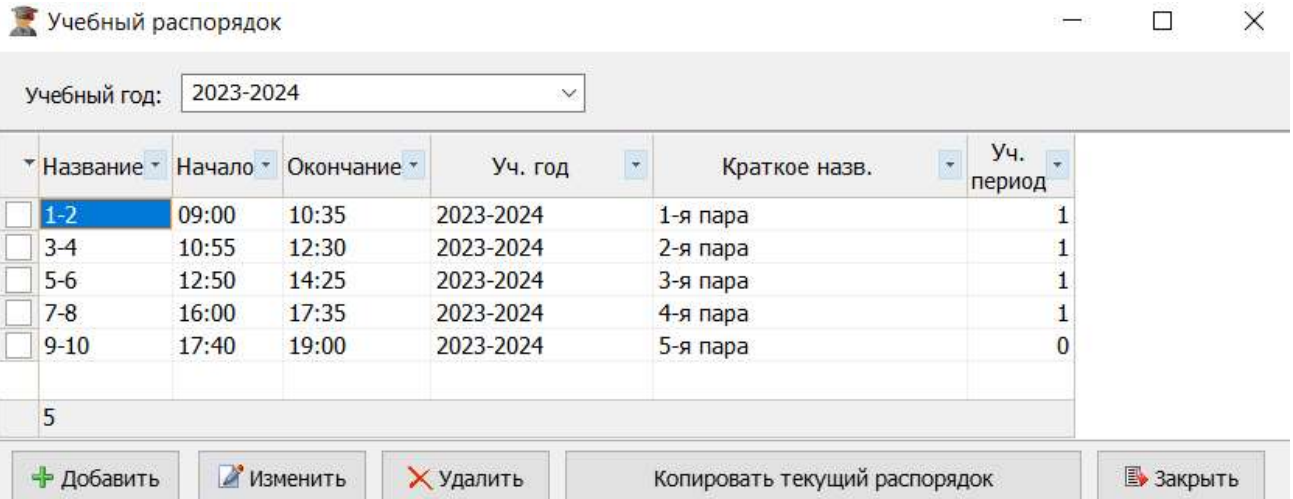 Учебный распорядок
Учебный год: 2023-2024
Название Начало Окончание Уч. год Краткое назв. Уч. период
1-2 09:00 10:35 2023-2024 1-я пара 1
3-4 10:55 12:30 2023-2024 2-я пара 1
5-6 12:50 14:25 2023-2024 3-я пара 1
7-8 16:00 17:35 2023-2024 4-я пара 1
9-10 17:40 19:00 2023-2024 5-я пара 0
5
Добавить Изменить Удалить Копировать текущий распорядок Закрыть